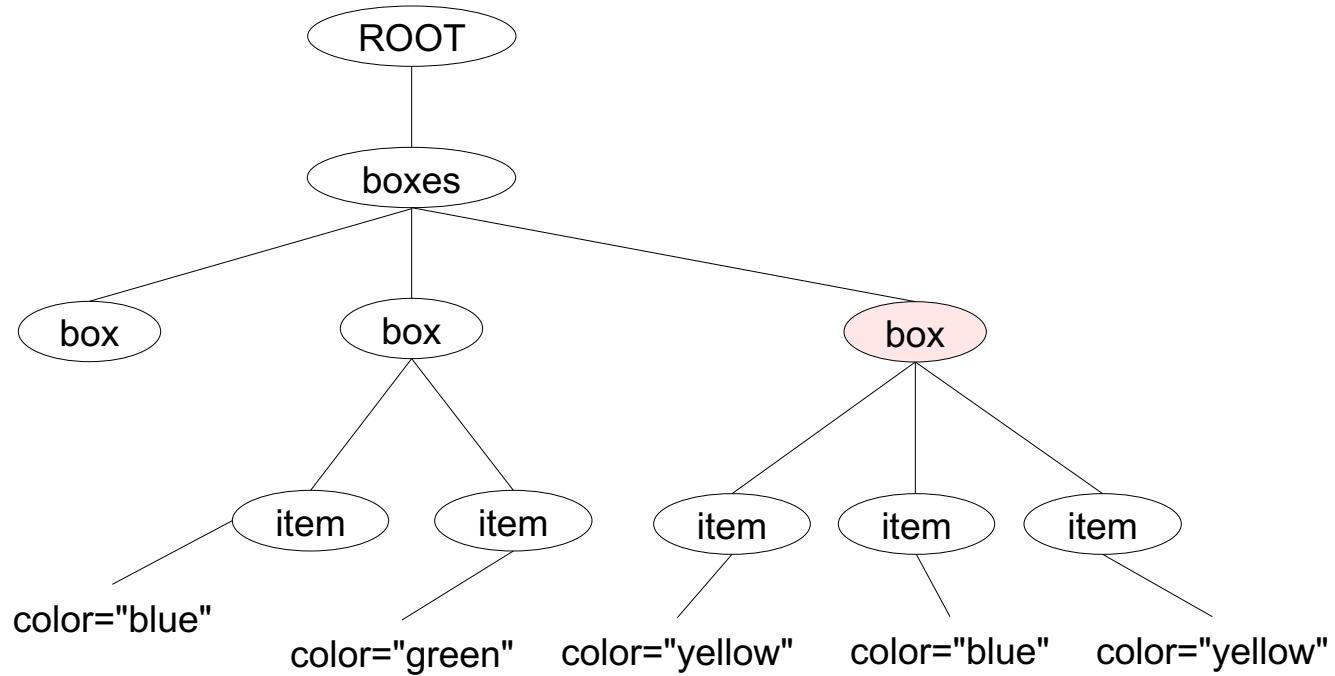 ROOT
boxes
box
box
box
item
item
item
item
item
color="blue"
color="green"
color="yellow"
color="blue"
color="yellow"